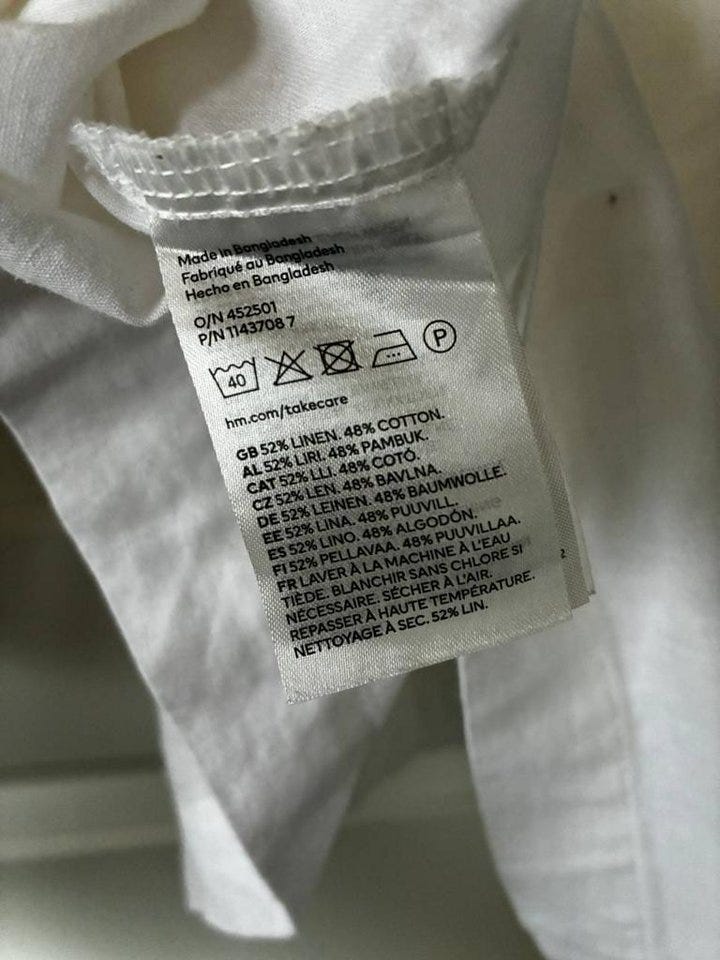 Made in Bangladesh
Fabriqué au Bangladesh
Hecho en Bangladesh
O/N 452501
P/N 1143708 7
40
P
hm.com/takecare
GB 52% LINEN. 48% COTTON.
AL 52% LIRI. 48% PAMBUK.
CAT 52% LLI. 48% COTÓ.
CZ 52% LEN. 48% BAVLNA.
DE 52% LEINEN. 48% BAUMWOLLE.
EE 52% LINA. 48% PUUVILL.
ES 52% LINO. 48% ALGODÓN.
FI 52% PELLAVAA. 48% PUUVILLAA.
FR LAVER À LA MACHINE À L'EAU
TIÈDE. BLANCHIR SANS CHLORE SI
NÉCESSAIRE. SÉCHER À L'AIR.
REPASSER À HAUTE TEMPÉRATURE.
NETTOYAGE À SEC. 52% LIN.
2